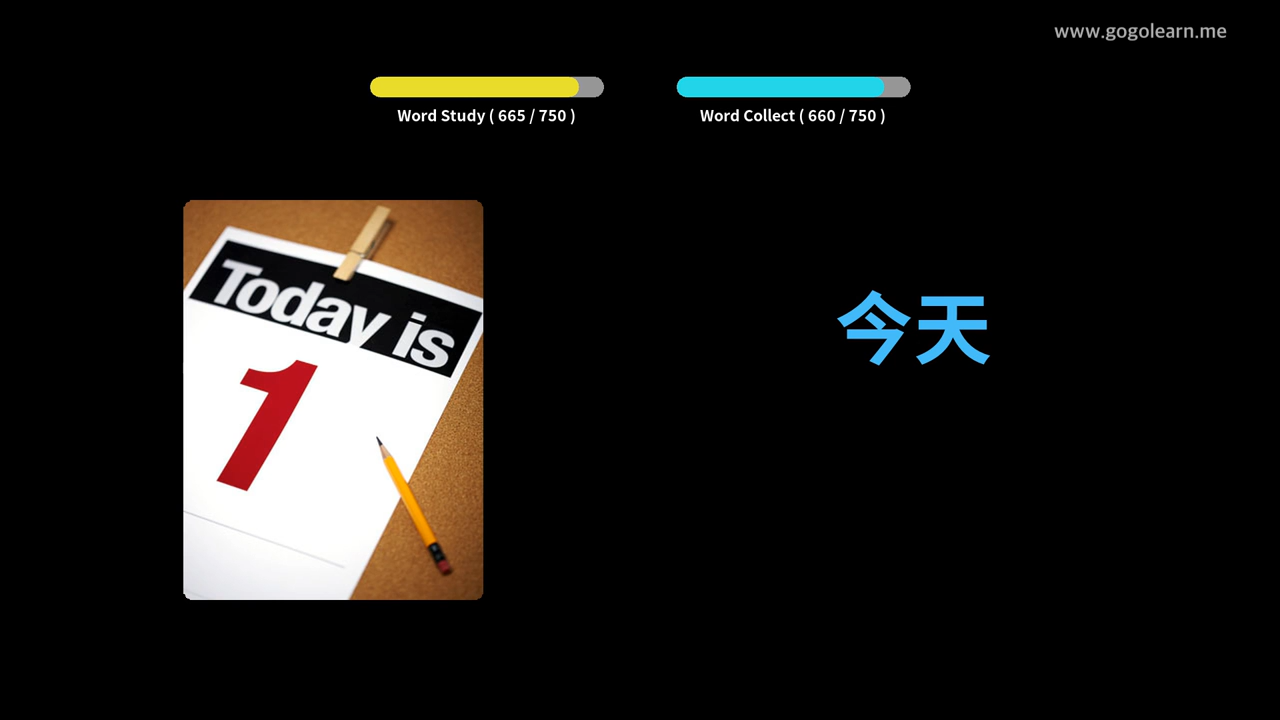 www.gogolearn.me
Word Study ( 665 / 750 )
Word Collect ( 660 / 750 )
Today is
1
今天